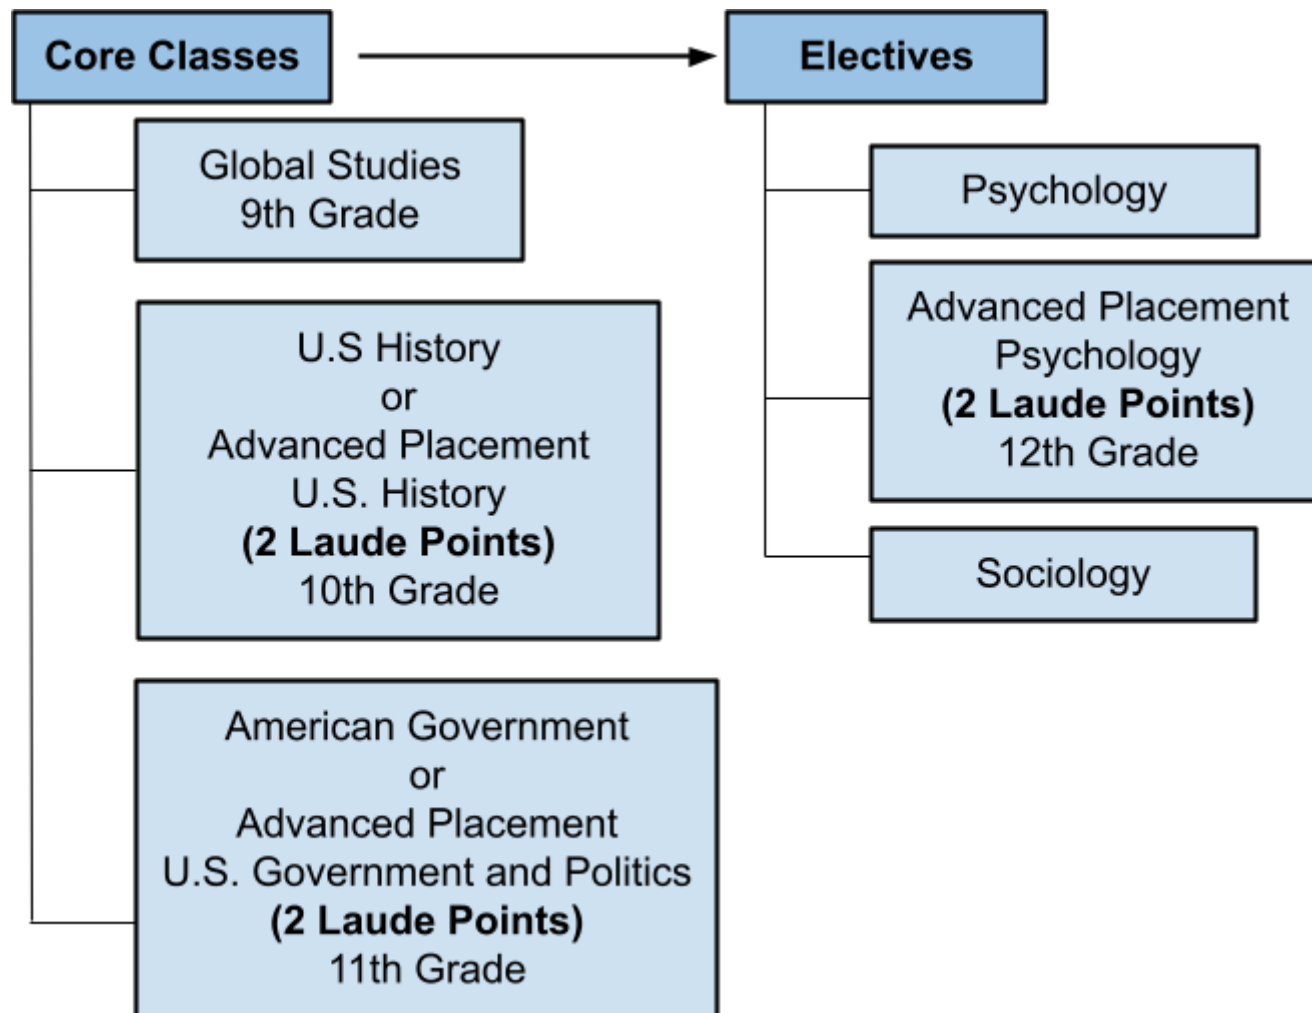 Core Classes
Global Studies
9th Grade
U.S History
or
Advanced Placement
U.S. History
(2 Laude Points)
10th Grade
American Government
or
Advanced Placement
U.S. Government and Politics
(2 Laude Points)
11th Grade
Electives
Psychology
Advanced Placement
Psychology
(2 Laude Points)
12th Grade
Sociology